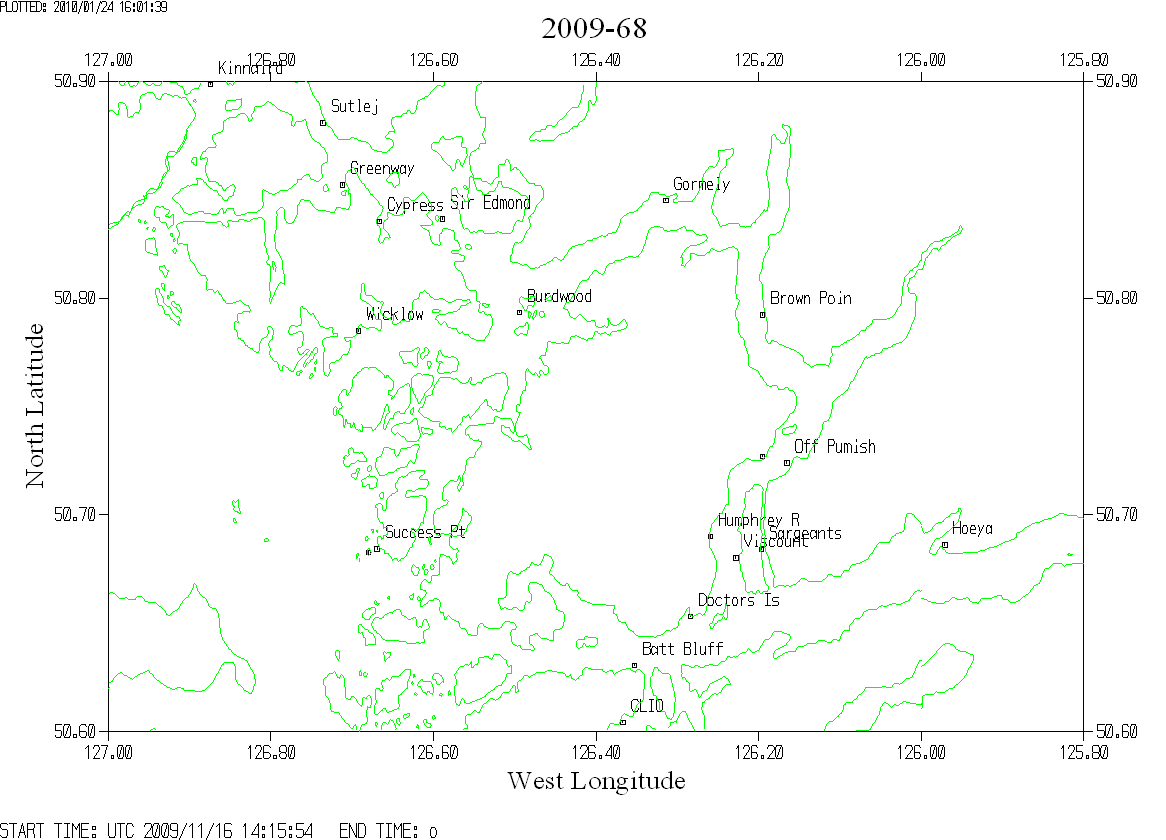 PLOTTED: 2010/01/24 16:01:39
2009-68
127.00 126.80 126.60 126.40 126.20 126.00 125.80
Kinnaird
50.90 50.90
Sutlej
Greenway
Gormely
Cypress Sir Edmond
50.80 Burdwood Brown Poin 50.80
Wicklow
North Latitude
Off Pumish
50.70 50.70
Humphrey R Hoeya
Success Pt Sargeants
Viscount
Doctors Is
Batt Bluff
CLIO
50.60 50.60
127.00 126.80 126.60 126.40 126.20 126.00 125.80
West Longitude
START TIME: UTC 2009/11/16 14:15:54 END TIME: o